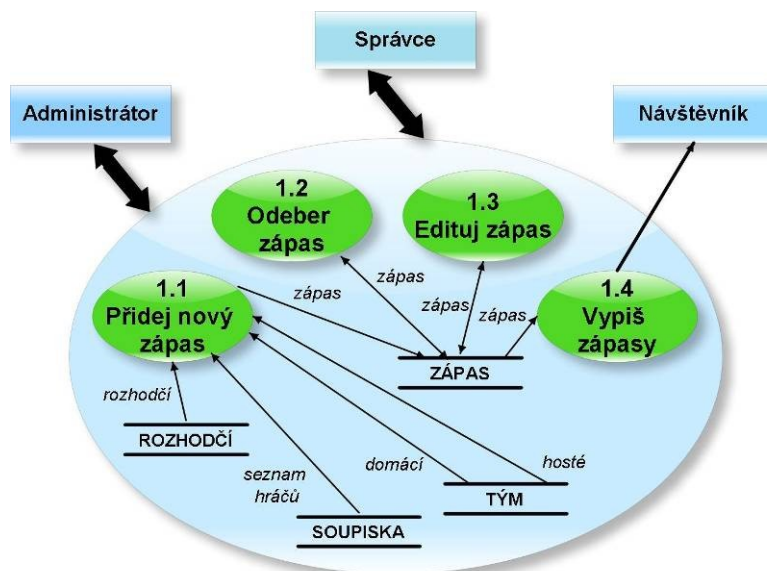 Správce
Administrátor
Návštěvník
1.2
Odeber
zápas
1.3
Edituj zápas
1.1
Přidej nový
zápas
zápas
zápas
zápas
zápas
1.4
Vypiš
zápasy
ZÁPAS
rozhodčí
ROZHODČÍ
seznam
hráčů
domácí
hosté
TÝM
SOUPISKA